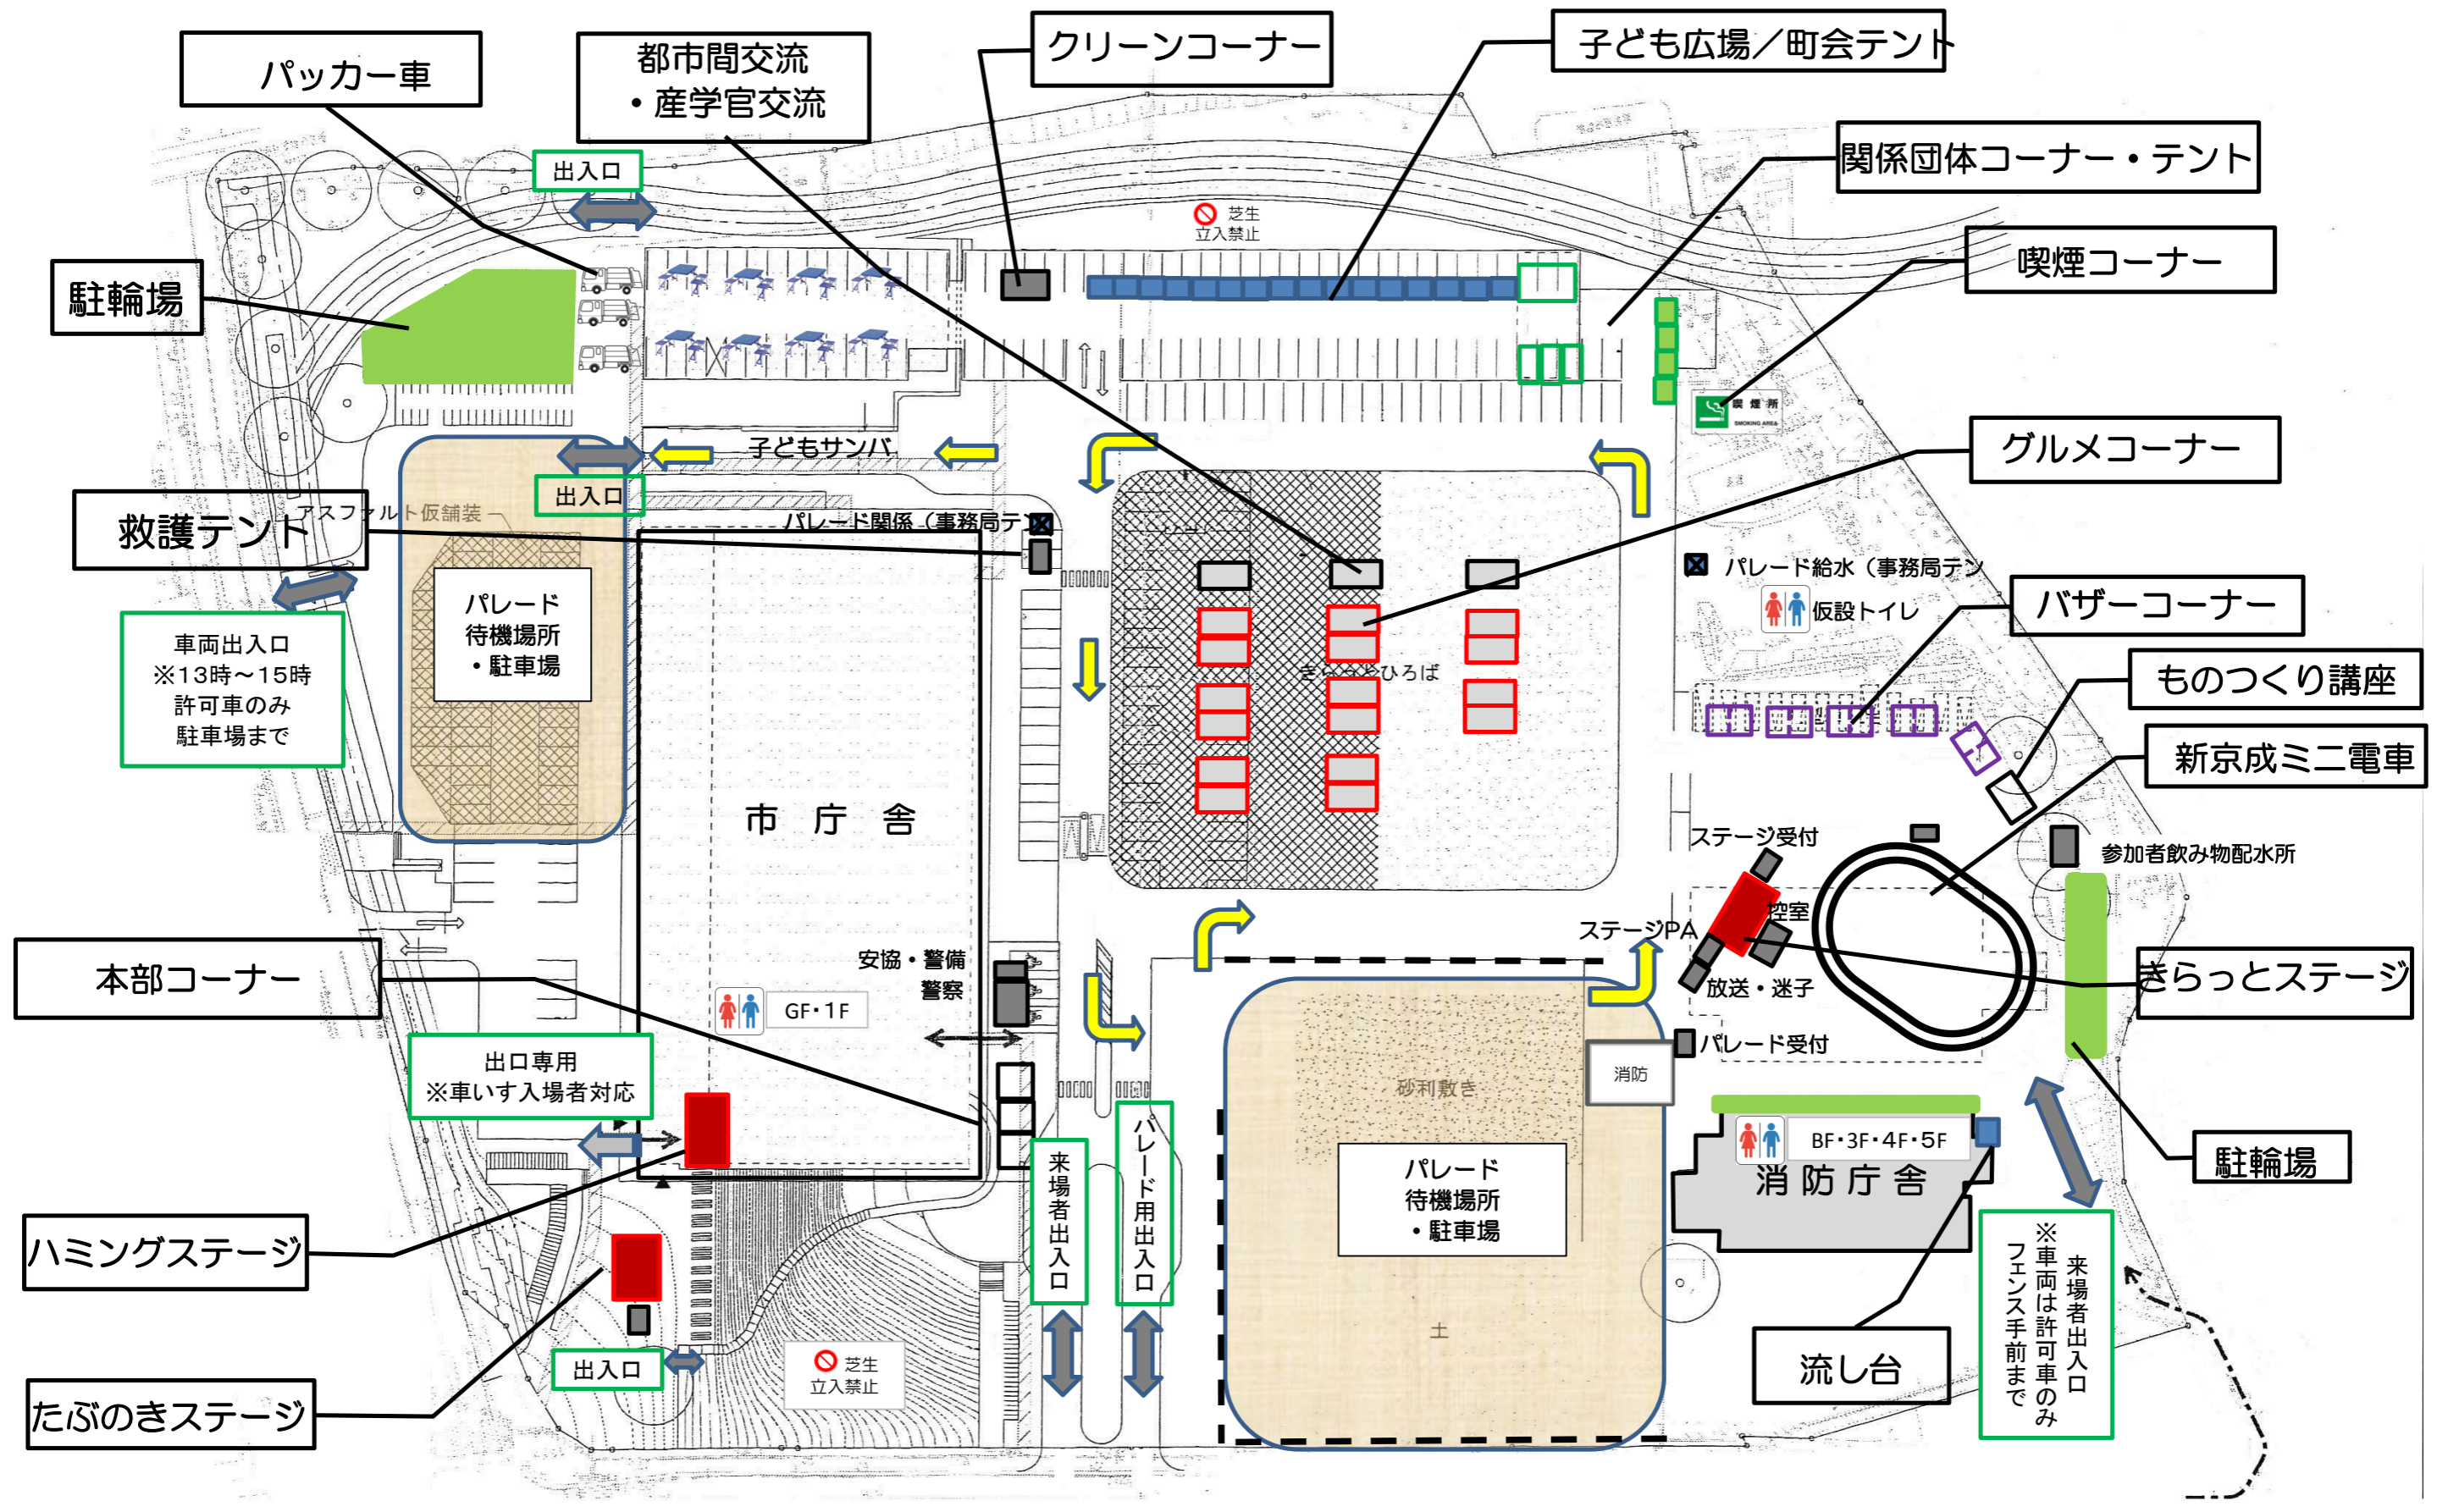 パッカー車
都市間交流
・産学官交流
クリーンコーナー
子ども広場／町会テント
関係団体コーナー・テント
喫煙コーナー
出入口
芝生
立入禁止
駐輪場
喫煙所
SMOKING AREA
グルメコーナー
子どもサンバ
出入口
アスファルト仮舗装
救護テント
パレード関係（事務局テン
パレード給水（事務局テン
仮設トイレ
バザーコーナー
パレード
待機場所
・駐車場
車両出入口
※13時～15時
許可車のみ
駐車場まで
ひろば
ものつくり講座
新京成ミニ電車
市庁舎
ステージ受付
参加者飲み物配水所
控室
ステージPA
きらっとステージ
放送・迷子
本部コーナー
安協・警備
警察
GF・1F
パレード受付
出口専用
※車いす入場者対応
消防
砂利敷き
来場者出入口
パレード用出入口
パレード
待機場所
・駐車場
BF・3F・4F・5F
消防庁舎
駐輪場
ハミングステージ
土
来場者出入口
※車両は許可車のみ
フェンス手前まで
流し台
出入口
芝生
立入禁止
たぶのきステージ